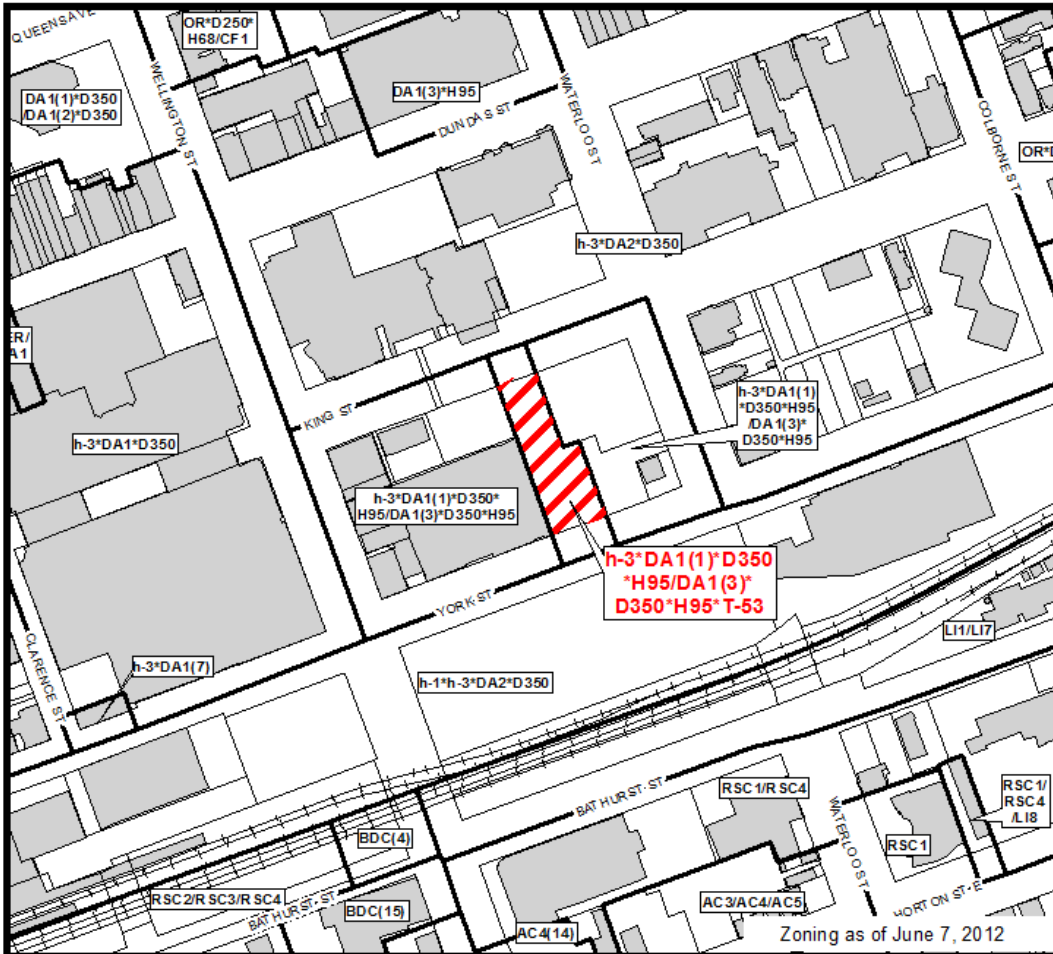 QUEENS AVE
OR*D250*
H68/CF1
WELLINGTON ST
DA1(1)*D350
/DA1(2)*D350
DA1(3)*H95
DUNDAS ST
WATERLOO ST
COLBORNE ST
OR*D
h-3*DA2*D350
ER/
A1
KING ST
h-3*DA1*D350
h-3*DA1(1)
*D350*H95
/DA1(3)*
D350*H95
h-3*DA1(1)*D350*
H95/DA1(3)*D350*H95
h-3*DA1(1)*D350
*H95/DA1(3)*
D350*H95*T-53
YORK ST
CLARENCE ST
LI1/LI7
h-3*DA1(7)
h-1*h-3*DA2*D350
BATHURST ST
RSC1/RSC4
WATERLOO ST
RSC1/
RSC4
/LI8
BDC(4)
RSC1
RSC2/RSC3/RSC4
BATHURST ST
BDC(15)
AC3/AC4/AC5
HORTON ST E
AC4(14)
Zoning as of June 7, 2012